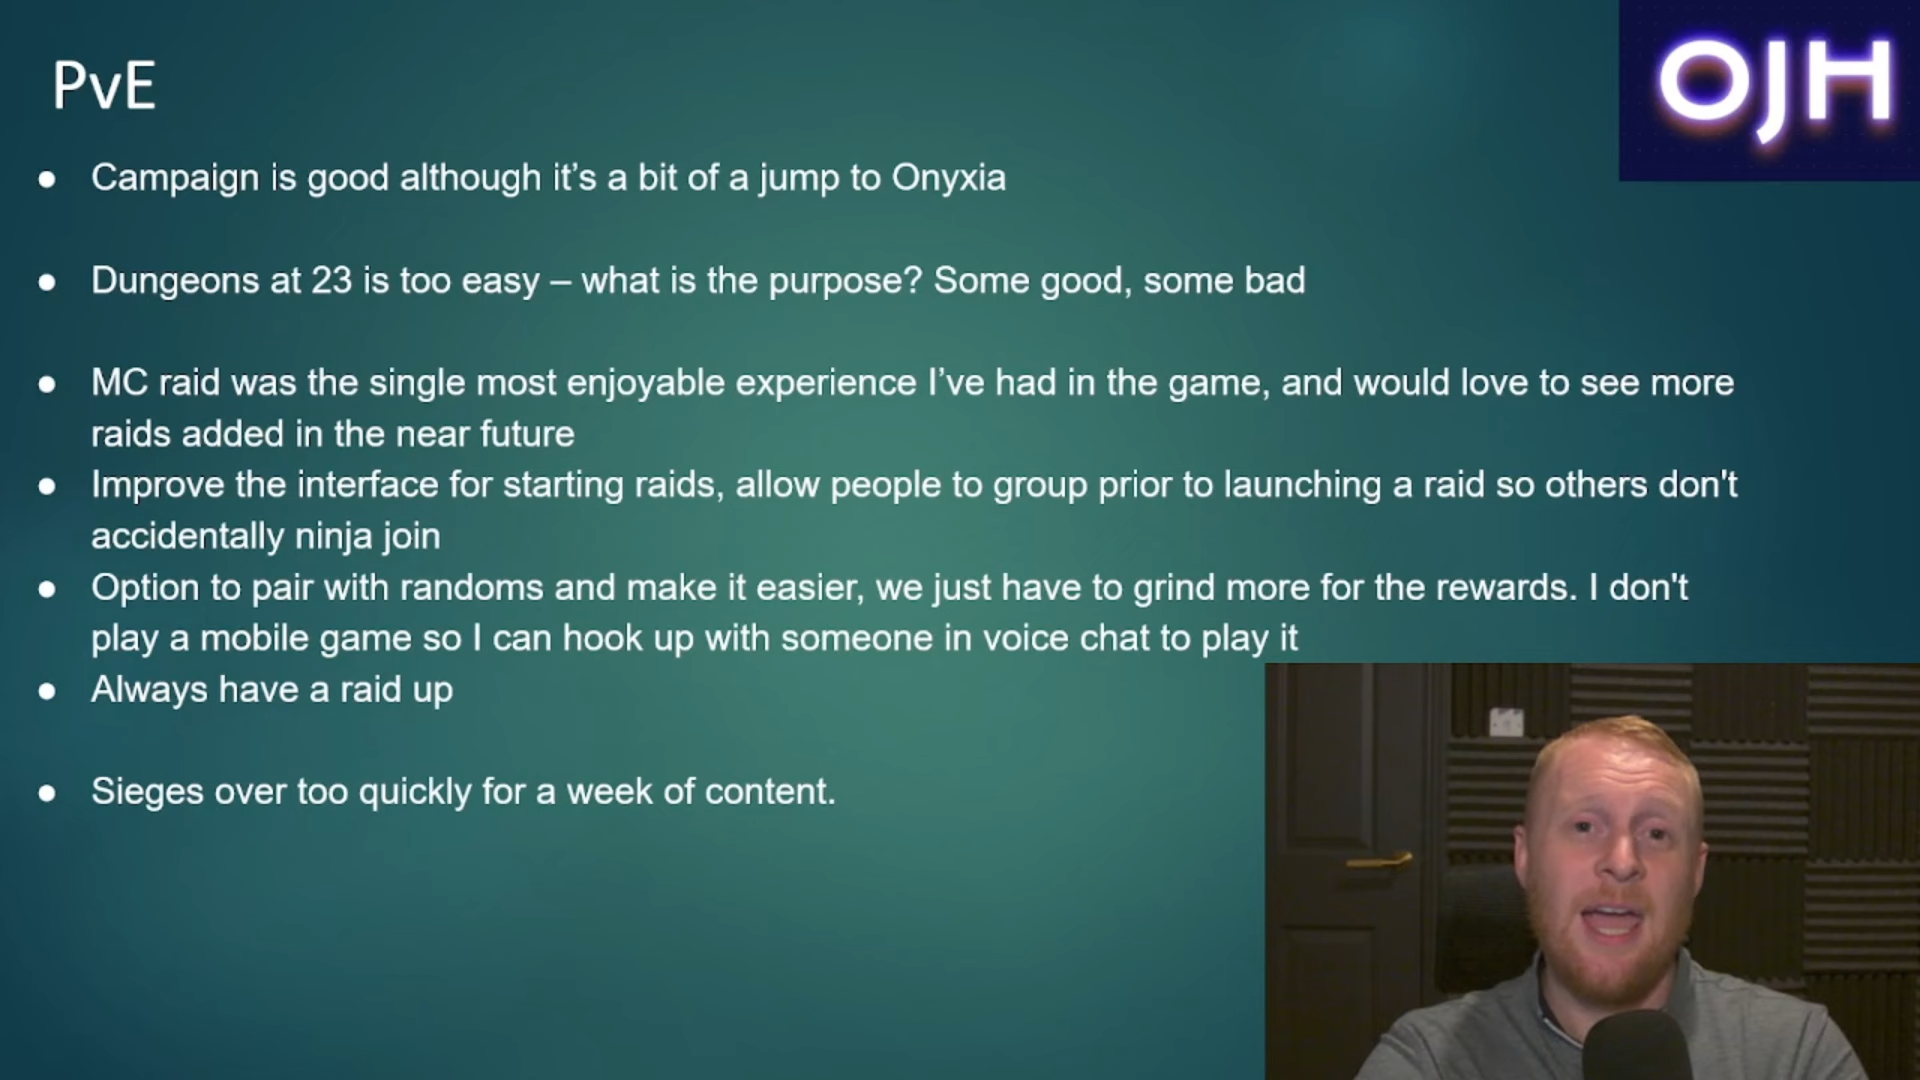 PvE
OJH
Campaign is good although it’s a bit of a jump to Onyxia
Dungeons at 23 is too easy – what is the purpose? Some good, some bad
MC raid was the single most enjoyable experience I’ve had in the game, and would love to see more
raids added in the near future
Improve the interface for starting raids, allow people to group prior to launching a raid so others don't
accidentally ninja join
Option to pair with randoms and make it easier, we just have to grind more for the rewards. I don't
play a mobile game so I can hook up with someone in voice chat to play it
Always have a raid up
Sieges over too quickly for a week of content.